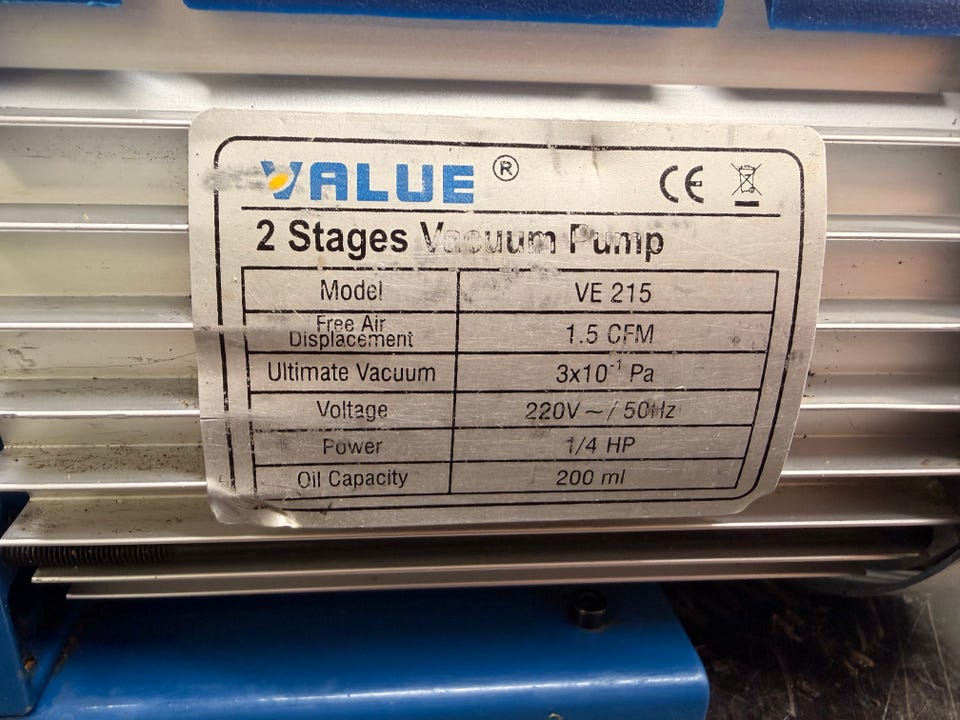 VALUE ®
CE
2 Stages Vacuum Pump
Model VE 215
Free Air
Displacement 1.5 CFM
Ultimate Vacuum 3x10⁻¹ Pa
Voltage 220V ~ / 50Hz
Power 1/4 HP
Oil Capacity 200 ml